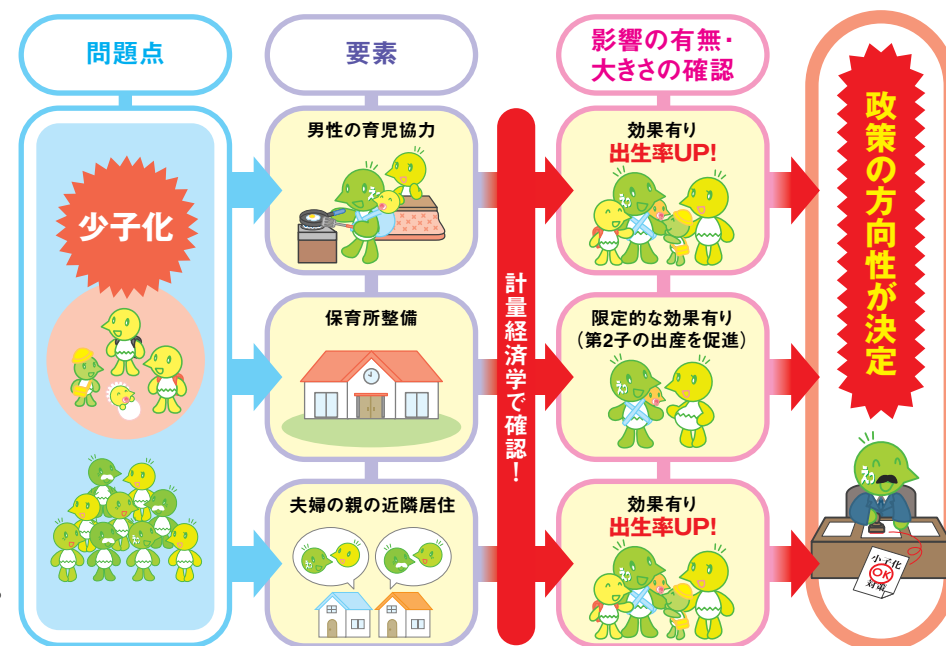 問題点
少子化
要素
男性の育児協力
保育所整備
夫婦の親の近隣居住
計量経済学で確認！
影響の有無・
大きさの確認
効果有り
出生率UP!
限定的な効果有り
（第2子の出産を促進）
効果有り
出生率UP!
政策の方向性が決定
少子化
OK
対策